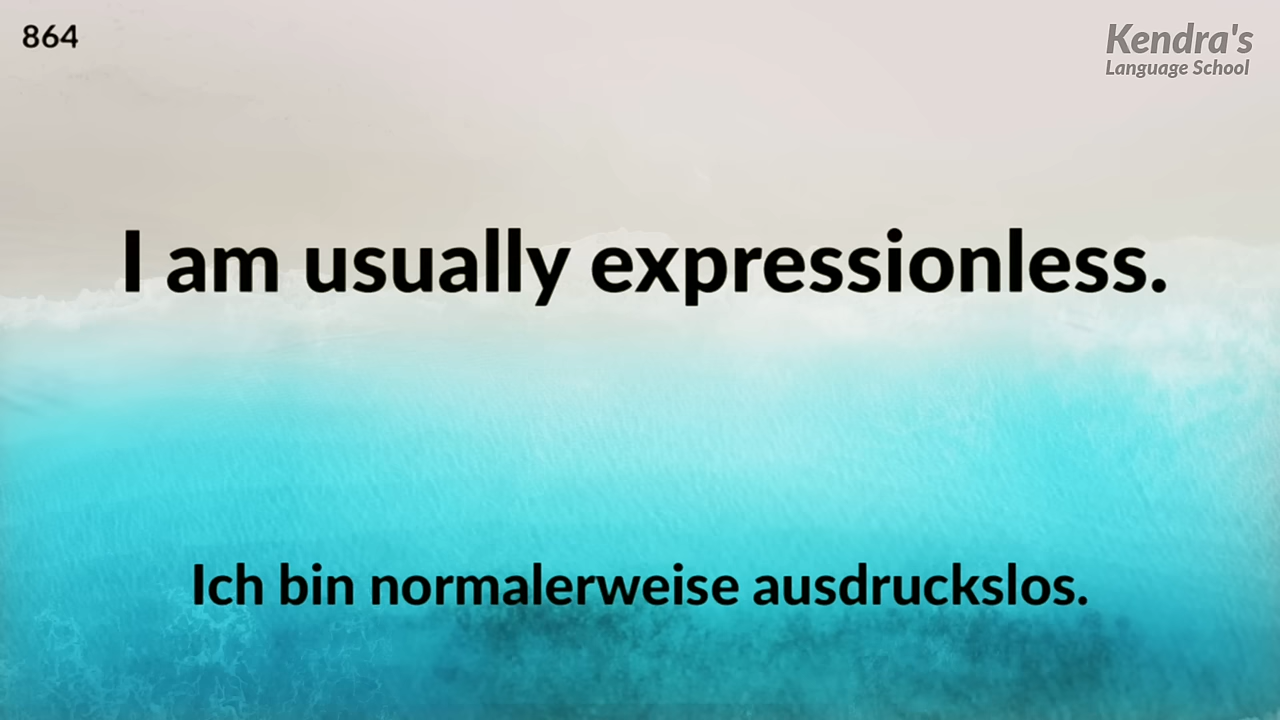 864
Kendra's
Language School
I am usually expressionless.
Ich bin normalerweise ausdruckslos.